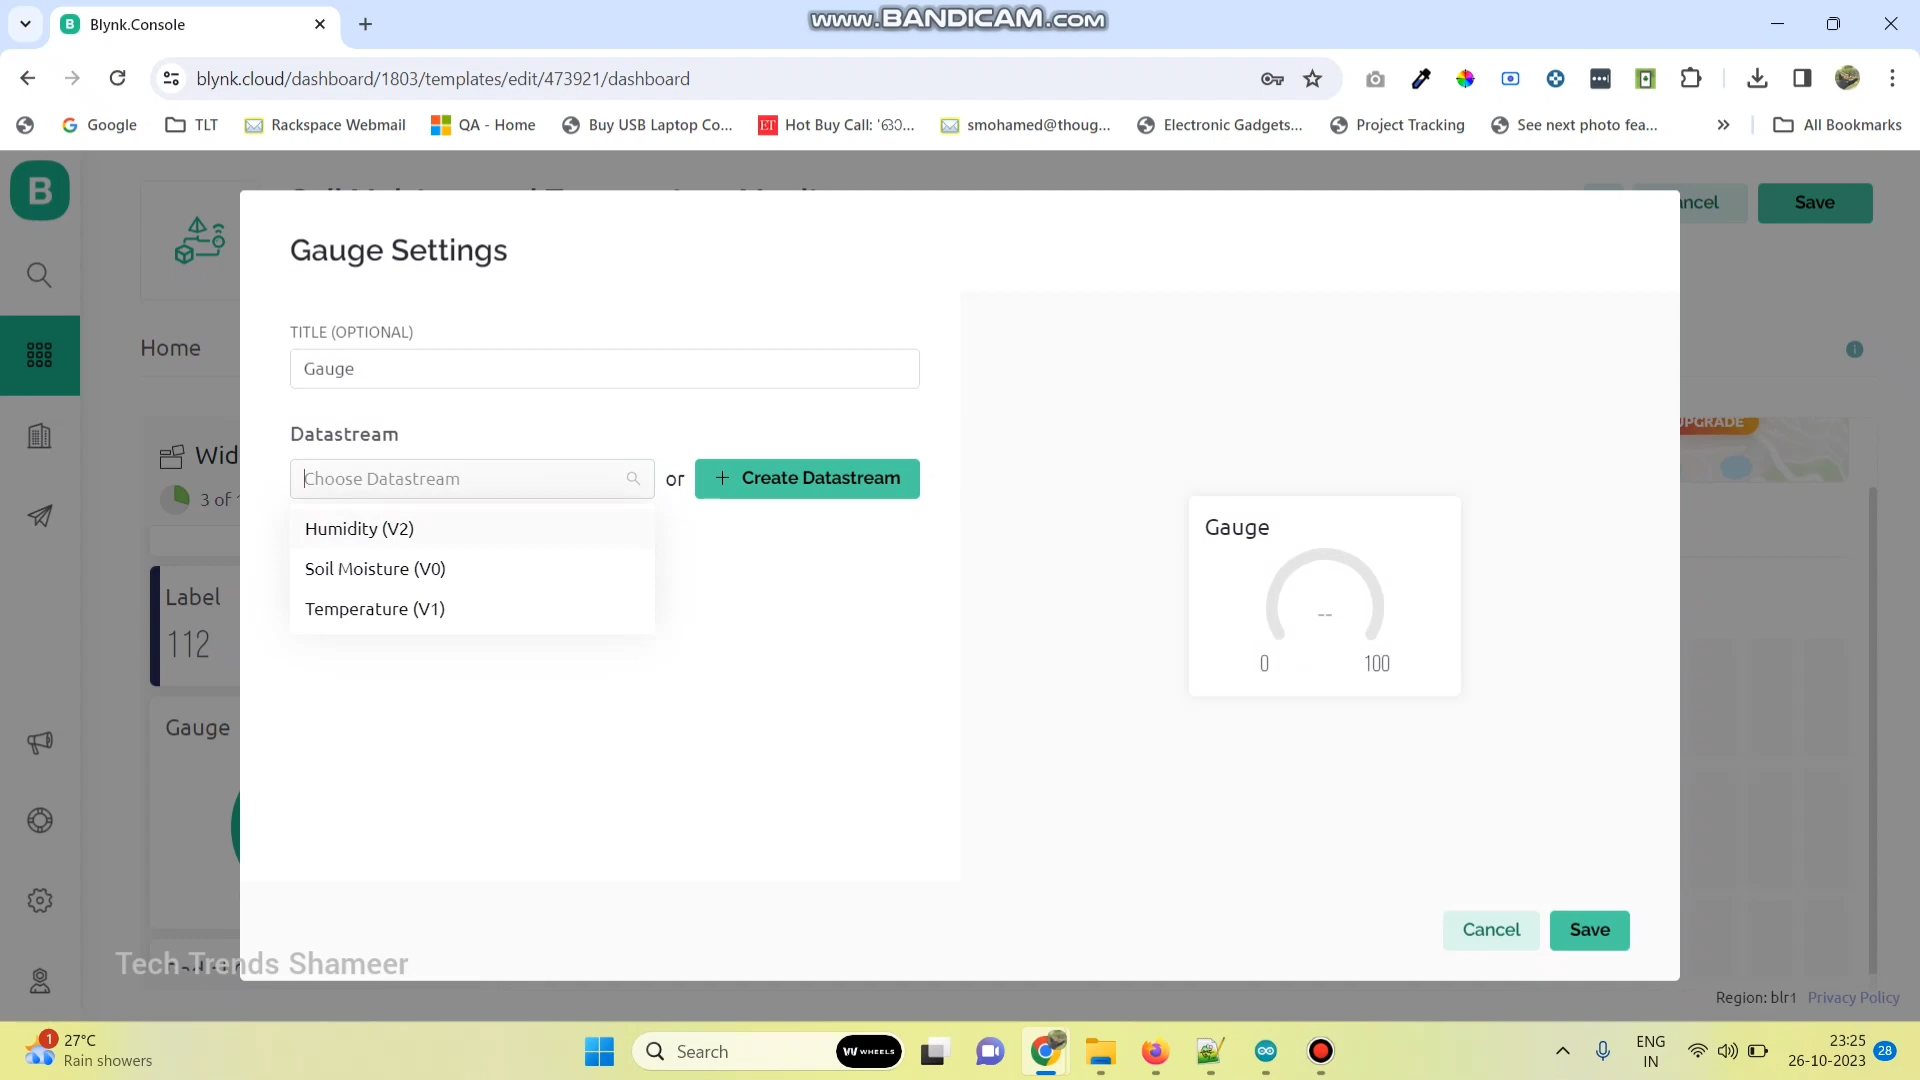 Blynk.Console
www.BANDICAM.com
blynk.cloud/dashboard/1803/templates/edit/473921/dashboard
Google
TLT
Rackspace Webmail
QA - Home
Buy USB Laptop Co...
ET
Hot Buy Call: '630...
smohamed@thoug...
Electronic Gadgets...
Project Tracking
See next photo fea...
All Bookmarks
B
ancel
Save
Gauge Settings
TITLE (OPTIONAL)
Gauge
Home
Datastream
UPGRADE
Wid
Choose Datastream
or
+ Create Datastream
3 of
Humidity (V2)
Soil Moisture (V0)
Temperature (V1)
Label
112
Gauge
--
0
100
Gauge
Cancel
Save
Tech Trends Shameer
Region: blr1
Privacy Policy
1
27°C
Rain showers
Search
WHEELS
ENG
IN
23:25
26-10-2023
28